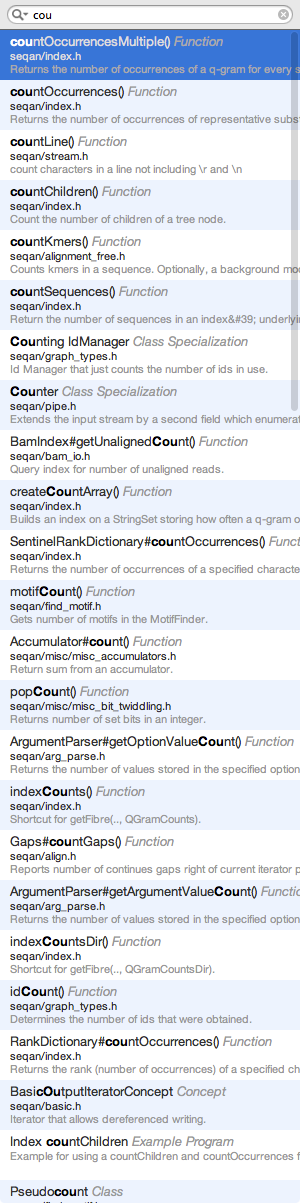 cou
countOccurrencesMultiple() Function
seqan/index.h
Returns the number of occurrences of a q-gram for every s
countOccurrences() Function
seqan/index.h
Returns the number of occurrences of representative subst
countLine() Function
seqan/stream.h
count characters in a line not including \r and \n
countChildren() Function
seqan/index.h
Count the number of children of a tree node.
countKmers() Function
seqan/alignment_free.h
Counts kmers in a sequence. Optionally, a background mod
countSequences() Function
seqan/index.h
Return the number of sequences in an index&#39; underlyin
Counting IdManager Class Specialization
seqan/graph_types.h
Id Manager that just counts the number of ids in use.
Counter Class Specialization
seqan/pipe.h
Extends the input stream by a second field which enumerat
BamIndex#getUnalignedCount() Function
seqan/bam_io.h
Query index for number of unaligned reads.
createCountArray() Function
seqan/index.h
Builds an index on a StringSet storing how often a q-gram o
SentinelRankDictionary#countOccurrences() Funct
seqan/index.h
Returns the number of occurrences of a specified characte
motifCount() Function
seqan/find_motif.h
Gets number of motifs in the MotifFinder.
Accumulator#count() Function
seqan/misc/misc_accumulators.h
Return sum from an accumulator.
popCount() Function
seqan/misc/misc_bit_twiddling.h
Returns number of set bits in an integer.
ArgumentParser#getOptionValueCount() Function
seqan/arg_parse.h
Returns the number of values stored in the specified option
indexCounts() Function
seqan/index.h
Shortcut for getFibre(.., QGramCounts).
Gaps#countGaps() Function
seqan/align.h
Reports number of continues gaps right of current iterator p
ArgumentParser#getArgumentValueCount() Functio
seqan/arg_parse.h
Returns the number of values stored in the specified option
indexCountsDir() Function
seqan/index.h
Shortcut for getFibre(.., QGramCountsDir).
idCount() Function
seqan/graph_types.h
Determines the number of ids that were obtained.
RankDictionary#countOccurrences() Function
seqan/index.h
Returns the rank (number of occurrences) of a specified ch
BasicOutputIteratorConcept Concept
seqan/basic.h
Iterator that allows dereferenced writing.
Index countChildren Example Program
Example for using a countChildren and countOccurrences f
Pseudocount Class